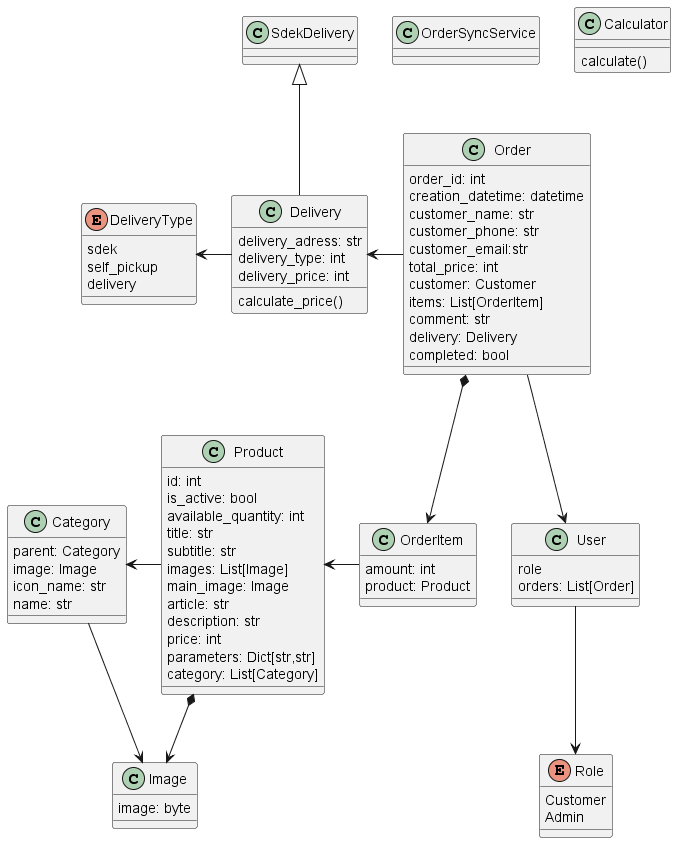 C SdekDelivery
C OrderSyncService
C Calculator
calculate()
C Order
order_id: int
creation_datetime: datetime
customer_name: str
customer_phone: str
customer_email:str
total_price: int
customer: Customer
items: List[OrderItem]
comment: str
delivery: Delivery
completed: bool
E DeliveryType
sdek
self_pickup
delivery
C Delivery
delivery_adress: str
delivery_type: int
delivery_price: int
calculate_price()
C Product
id: int
is_active: bool
available_quantity: int
title: str
subtitle: str
images: List[Image]
main_image: Image
article: str
description: str
price: int
parameters: Dict[str,str]
category: List[Category]
C Category
parent: Category
image: Image
icon_name: str
name: str
C OrderItem
amount: int
product: Product
C User
role
orders: List[Order]
C Image
image: byte
E Role
Customer
Admin